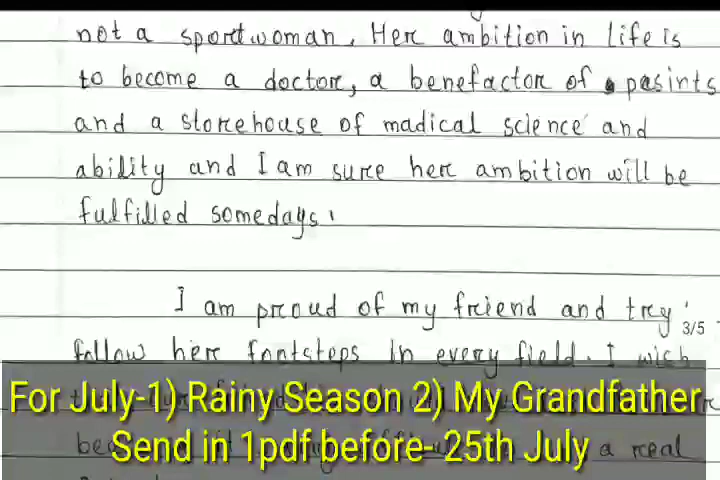 not a sportwoman. Her ambition in life is
to become a doctor, a benefactor of pasints
and a storehouse of madical science and
ability and I am sure her ambition will be
fulfilled somedays.
I am proud of my friend and trey
3/5
follow here footsteps in every field. I wish
For July-1) Rainy Season 2) My Grandfather
Send in 1pdf before- 25th July
a real